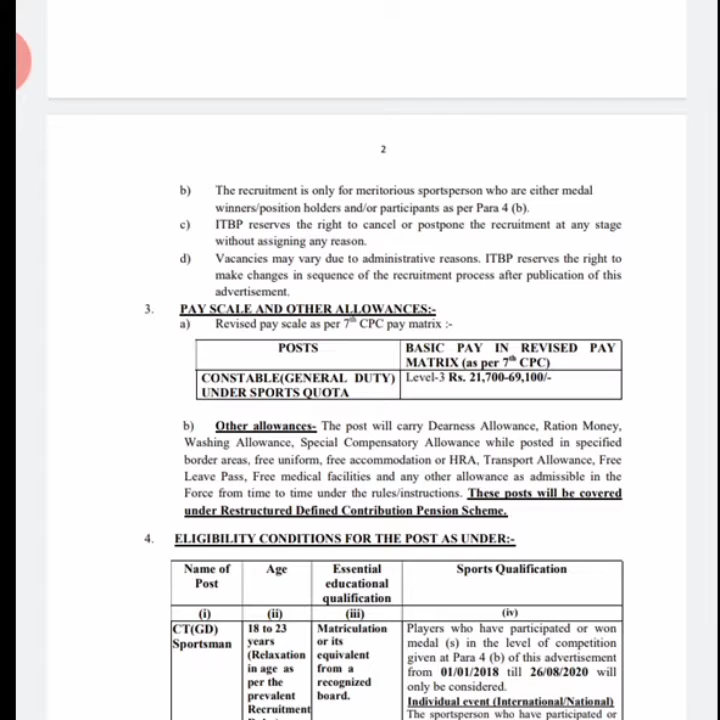 2
b) The recruitment is only for meritorious sportsperson who are either medal
winners/position holders and/or participants as per Para 4 (b).
c) ITBP reserves the right to cancel or postpone the recruitment at any stage
without assigning any reason.
d) Vacancies may vary due to administrative reasons. ITBP reserves the right to
make changes in sequence of the recruitment process after publication of this
advertisement.
3. PAY SCALE AND OTHER ALLOWANCES:-
a) Revised pay scale as per 7th CPC pay matrix :-
POSTS
BASIC PAY IN REVISED PAY
MATRIX (as per 7th CPC)
CONSTABLE(GENERAL DUTY)
UNDER SPORTS QUOTA
Level-3 Rs. 21,700-69,100/-
b) Other allowances- The post will carry Dearness Allowance, Ration Money,
Washing Allowance, Special Compensatory Allowance while posted in specified
border areas, free uniform, free accommodation or HRA, Transport Allowance, Free
Leave Pass, Free medical facilities and any other allowance as admissible in the
Force from time to time under the rules/instructions. These posts will be covered
under Restructured Defined Contribution Pension Scheme.
4. ELIGIBILITY CONDITIONS FOR THE POST AS UNDER:-
Name of
Post
Age
Essential
educational
qualification
Sports Qualification
(i)
(ii)
(iii)
(iv)
CT(GD)
Sportsman
18 to 23
years
(Relaxation
in age as
per the
prevalent
Recruitment
Matriculation
or its
equivalent
from a
recognized
board.
Players who have participated or won
medal (s) in the level of competition
given at Para 4 (b) of this advertisement
from 01/01/2018 till 26/08/2020 will
only be considered.
Individual event (International/National)
The sportsperson who have participated or